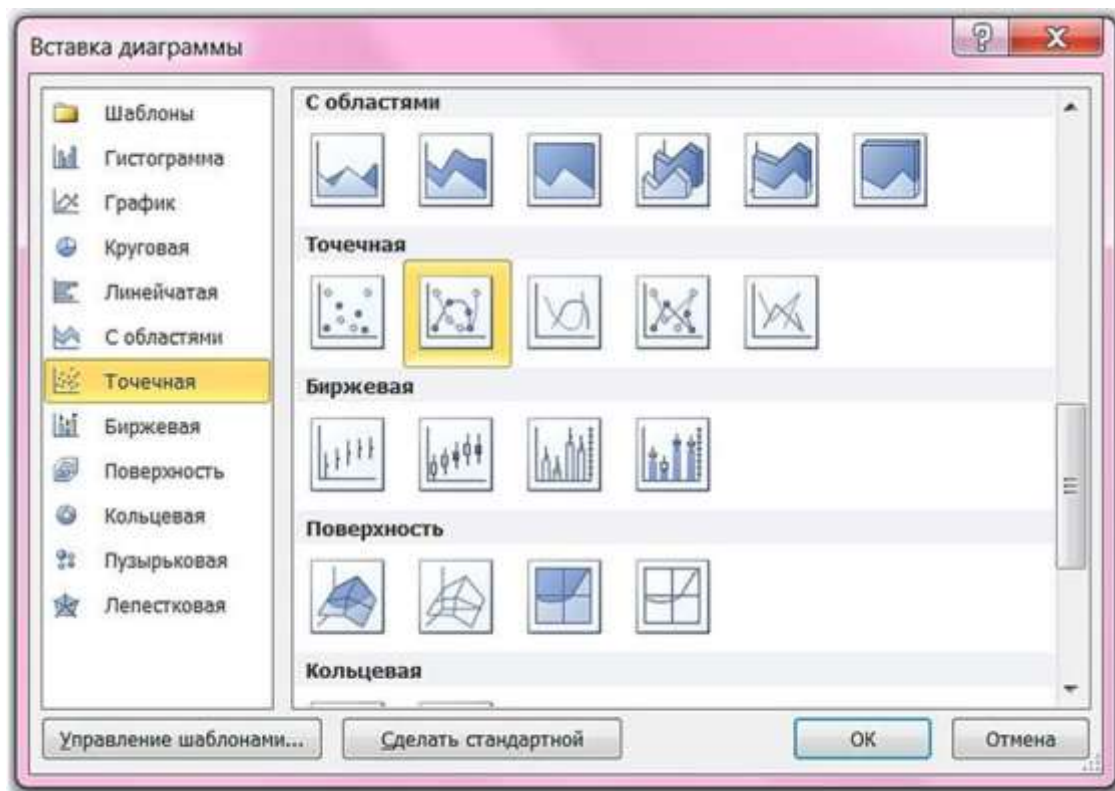 Вставка диаграммы
Шаблоны
Гистограмма
График
Круговая
Линейчатая
С областями
Точечная
Биржевая
Поверхность
Кольцевая
Пузырьковая
Лепестковая
С областями
Точечная
Биржевая
Поверхность
Кольцевая
Управление шаблонами...
Сделать стандартной
ОК
Отмена